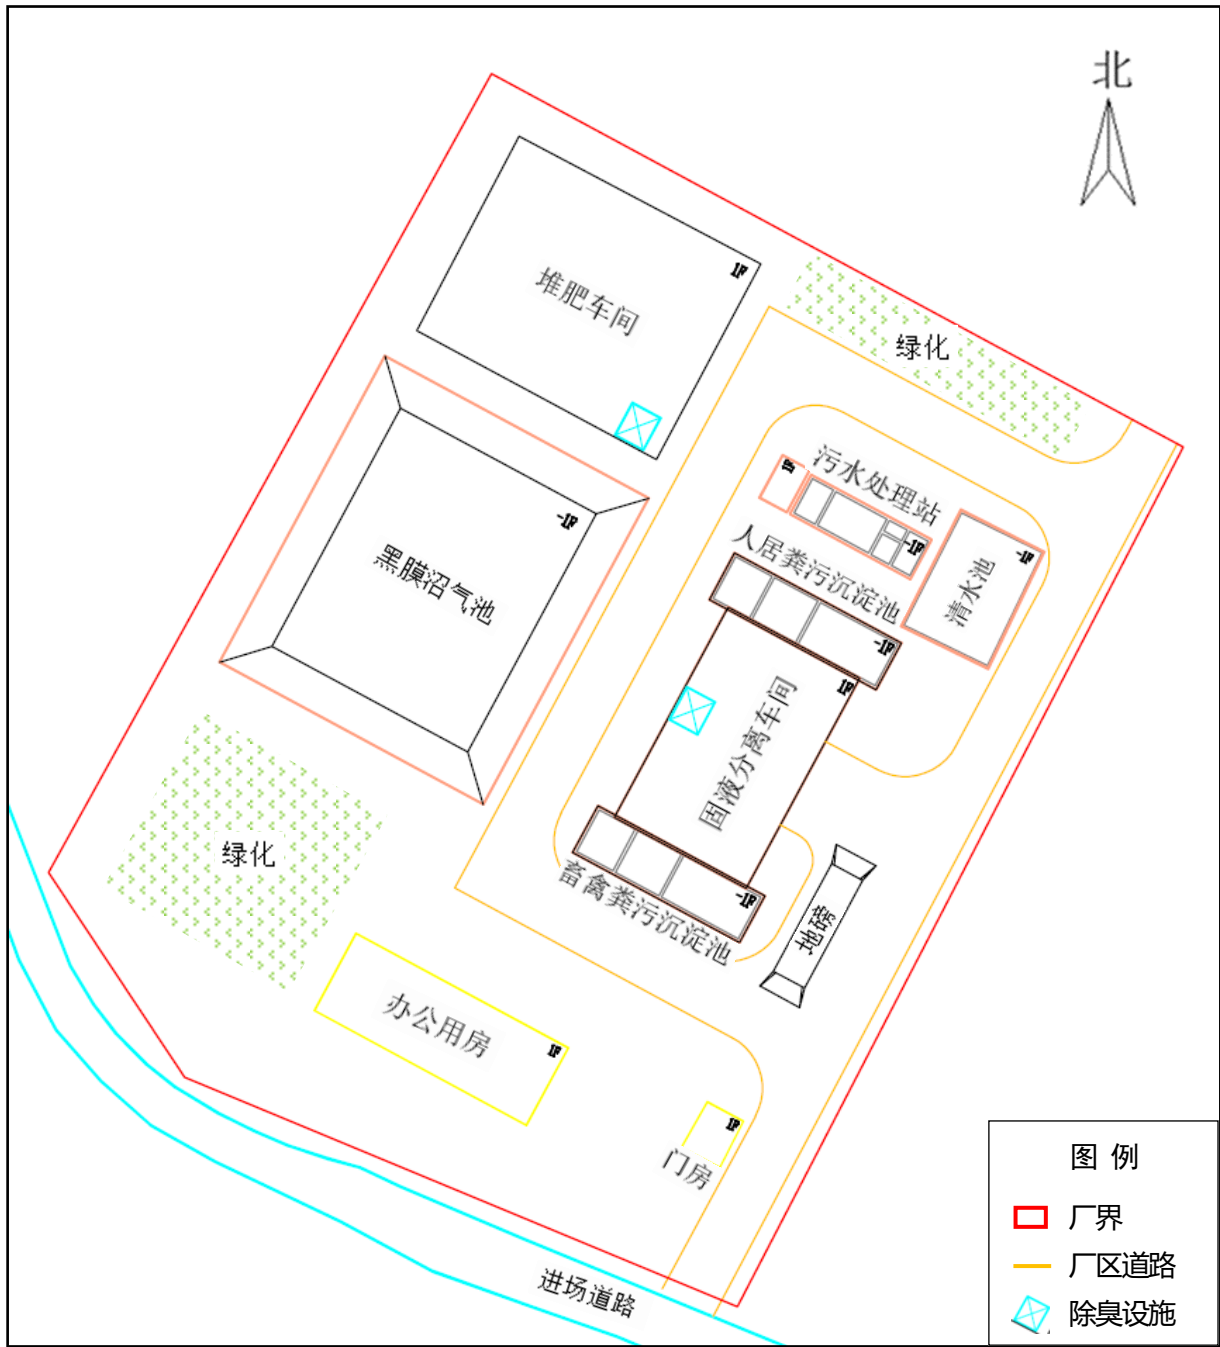 北
1F
堆肥车间
绿化
1F
污水处理站
-1F
人居粪污沉淀池
-1F
清水池
-1F
黑膜沼气池
-1F
1F
固液分离车间
绿化
畜禽粪污沉淀池
-1F
地磅
办公用房
1F
1F
门房
进场道路
图 例
厂界
厂区道路
除臭设施